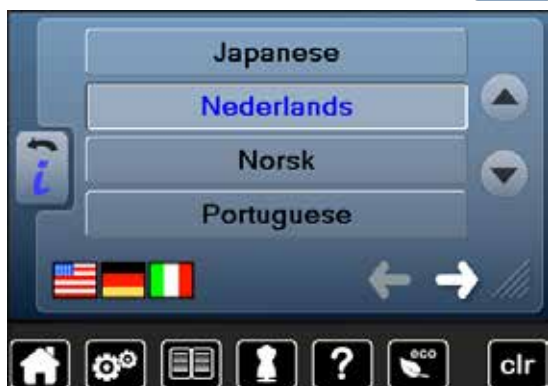 Japanese
Nederlands
i
Norsk
Portuguese
? eco clr